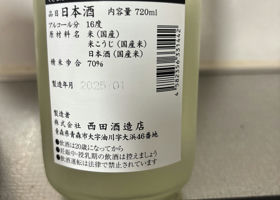 品目 日本酒 内容量 720ml
アルコール分 16度
原材料名 米(国産)
米こうじ(国産米)
日本酒(国産米)
精米歩合 70%
製造年月 2025.01
製造者
株式会社 西田酒造店
青森県青森市大字油川字大浜46番地
●飲酒は20歳になってから
●妊娠中・授乳期の飲酒は控えましょう
●飲酒運転は法律で禁止されています